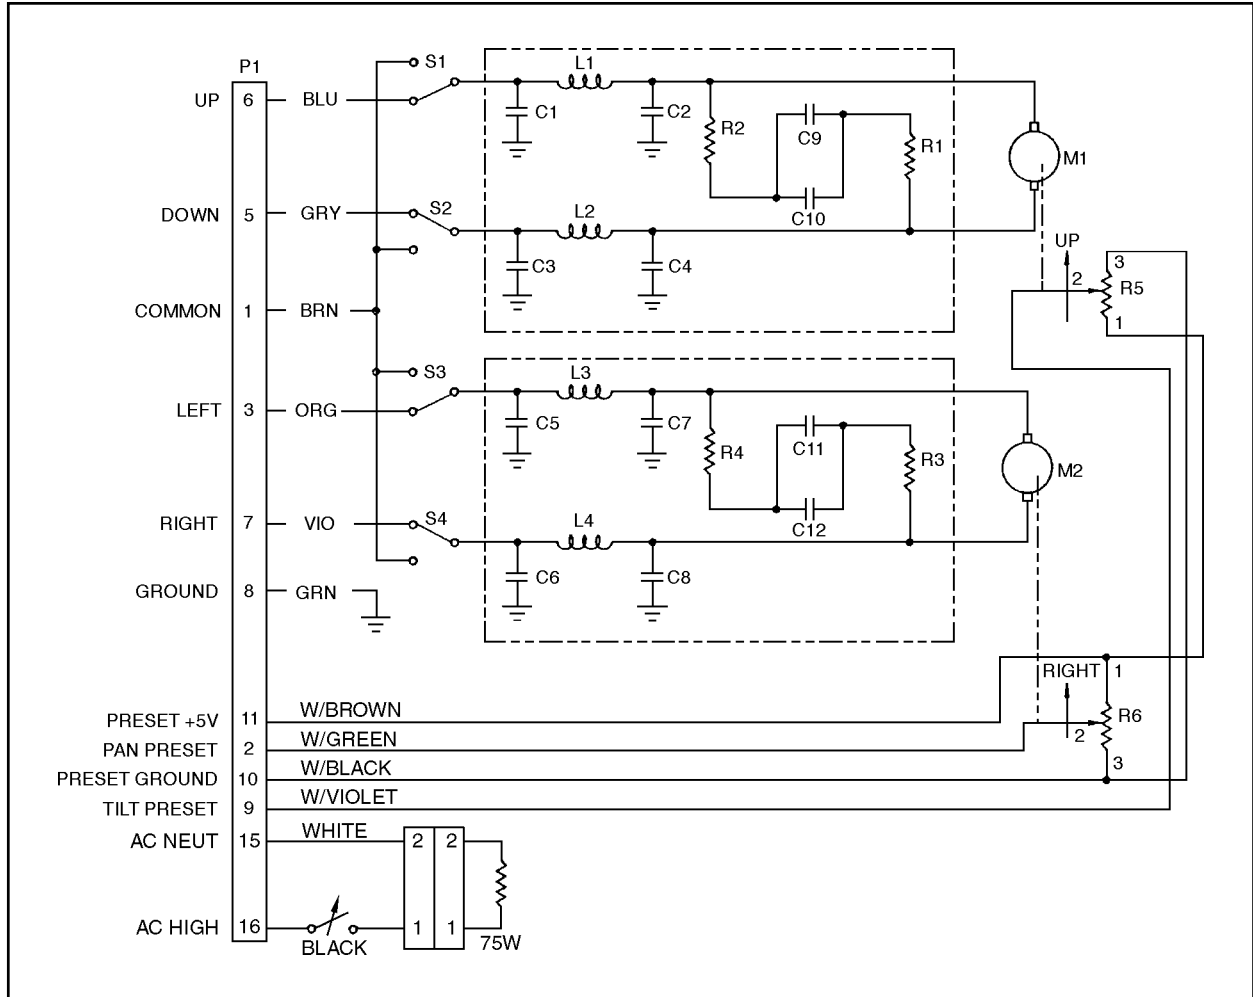 P1
S1
L1
UP 6 BLU
C1 C2 R2 C9 R1
M1
C10
DOWN 5 GRY
S2
L2
UP
C3 C4
3
2
R5
COMMON 1 BRN
1
S3
L3
LEFT 3 ORG
C5 C7 R4 C11 R3
M2
C12
RIGHT 7 VIO
S4
L4
C6 C8
GROUND 8 GRN
1
RIGHT
R6
2
3
PRESET +5V 11 W/BROWN
PAN PRESET 2 W/GREEN
PRESET GROUND 10 W/BLACK
TILT PRESET 9 W/VIOLET
AC NEUT 15 WHITE 2 2
AC HIGH 16 1 1
BLACK
75W